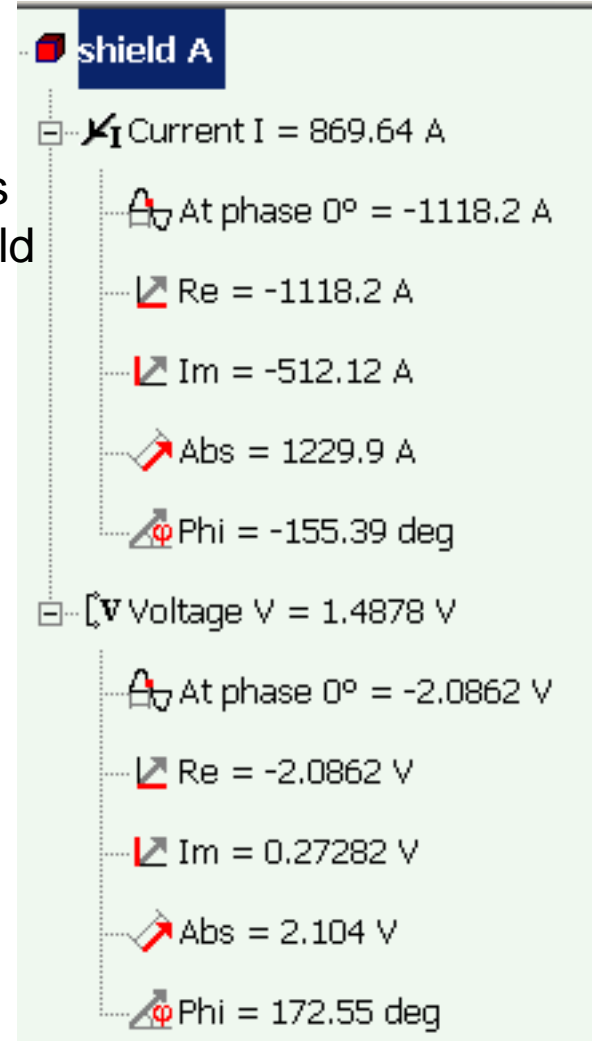 shield A
Current I = 869.64 A
At phase 0º = -1118.2 A
Re = -1118.2 A
Im = -512.12 A
Abs = 1229.9 A
Phi = -155.39 deg
Voltage V = 1.4878 V
At phase 0º = -2.0862 V
Re = -2.0862 V
Im = 0.27282 V
Abs = 2.104 V
Phi = 172.55 deg